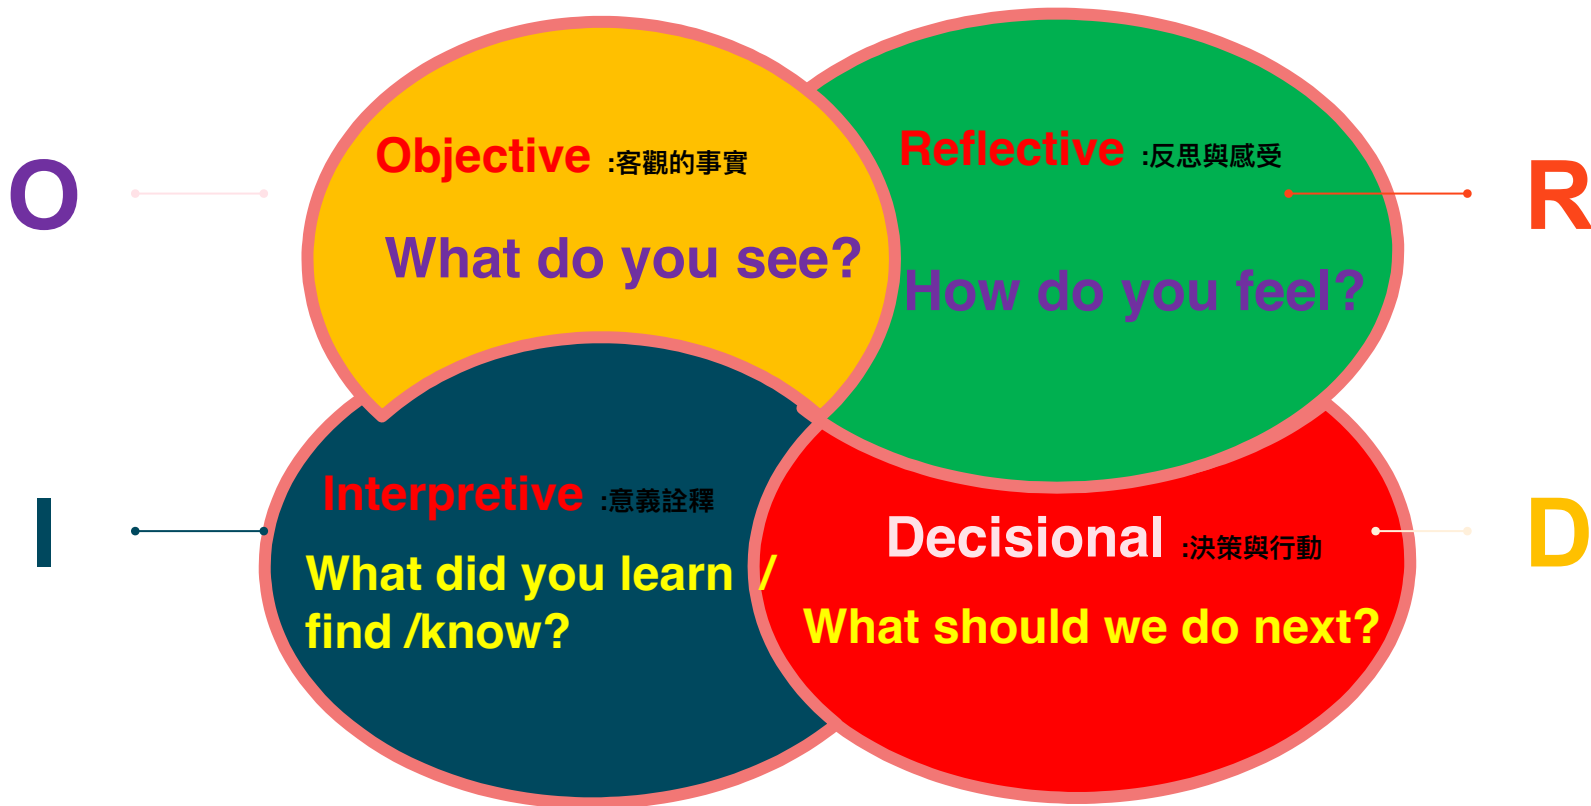 O
Objective :客觀的事實
What do you see?
Reflective :反思與感受
How do you feel?
R
I
Interpretive :意義詮釋
What did you learn /
find /know?
Decisional :決策與行動
What should we do next?
D